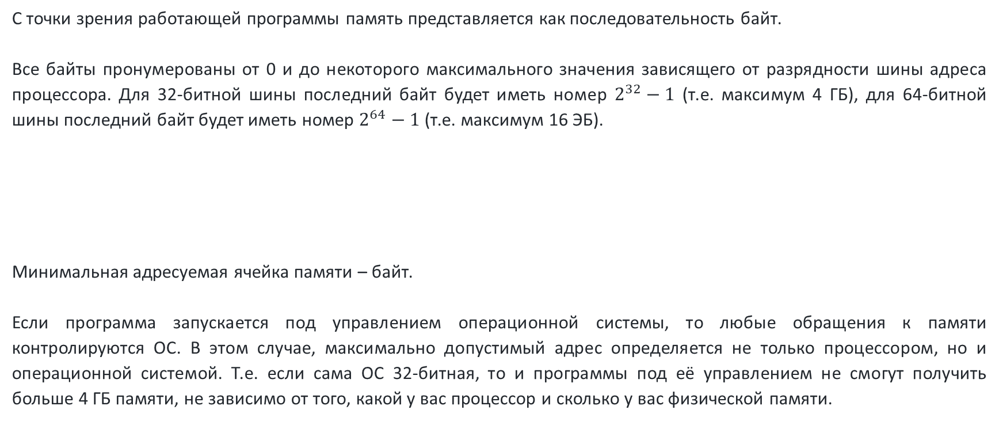 С точки зрения работающей программы память представляется как последовательность байт.
Все байты пронумерованы от 0 и до некоторого максимального значения зависящего от разрядности шины адреса
процессора. Для 32-битной шины последний байт будет иметь номер 2³² − 1 (т.е. максимум 4 ГБ), для 64-битной
шины последний байт будет иметь номер 2⁶⁴ − 1 (т.е. максимум 16 ЭБ).
Минимальная адресуемая ячейка памяти – байт.
Если программа запускается под управлением операционной системы, то любые обращения к памяти
контролируются ОС. В этом случае, максимально допустимый адрес определяется не только процессором, но и
операционной системой. Т.е. если сама ОС 32-битная, то и программы под её управлением не смогут получить
больше 4 ГБ памяти, не зависимо от того, какой у вас процессор и сколько у вас физической памяти.